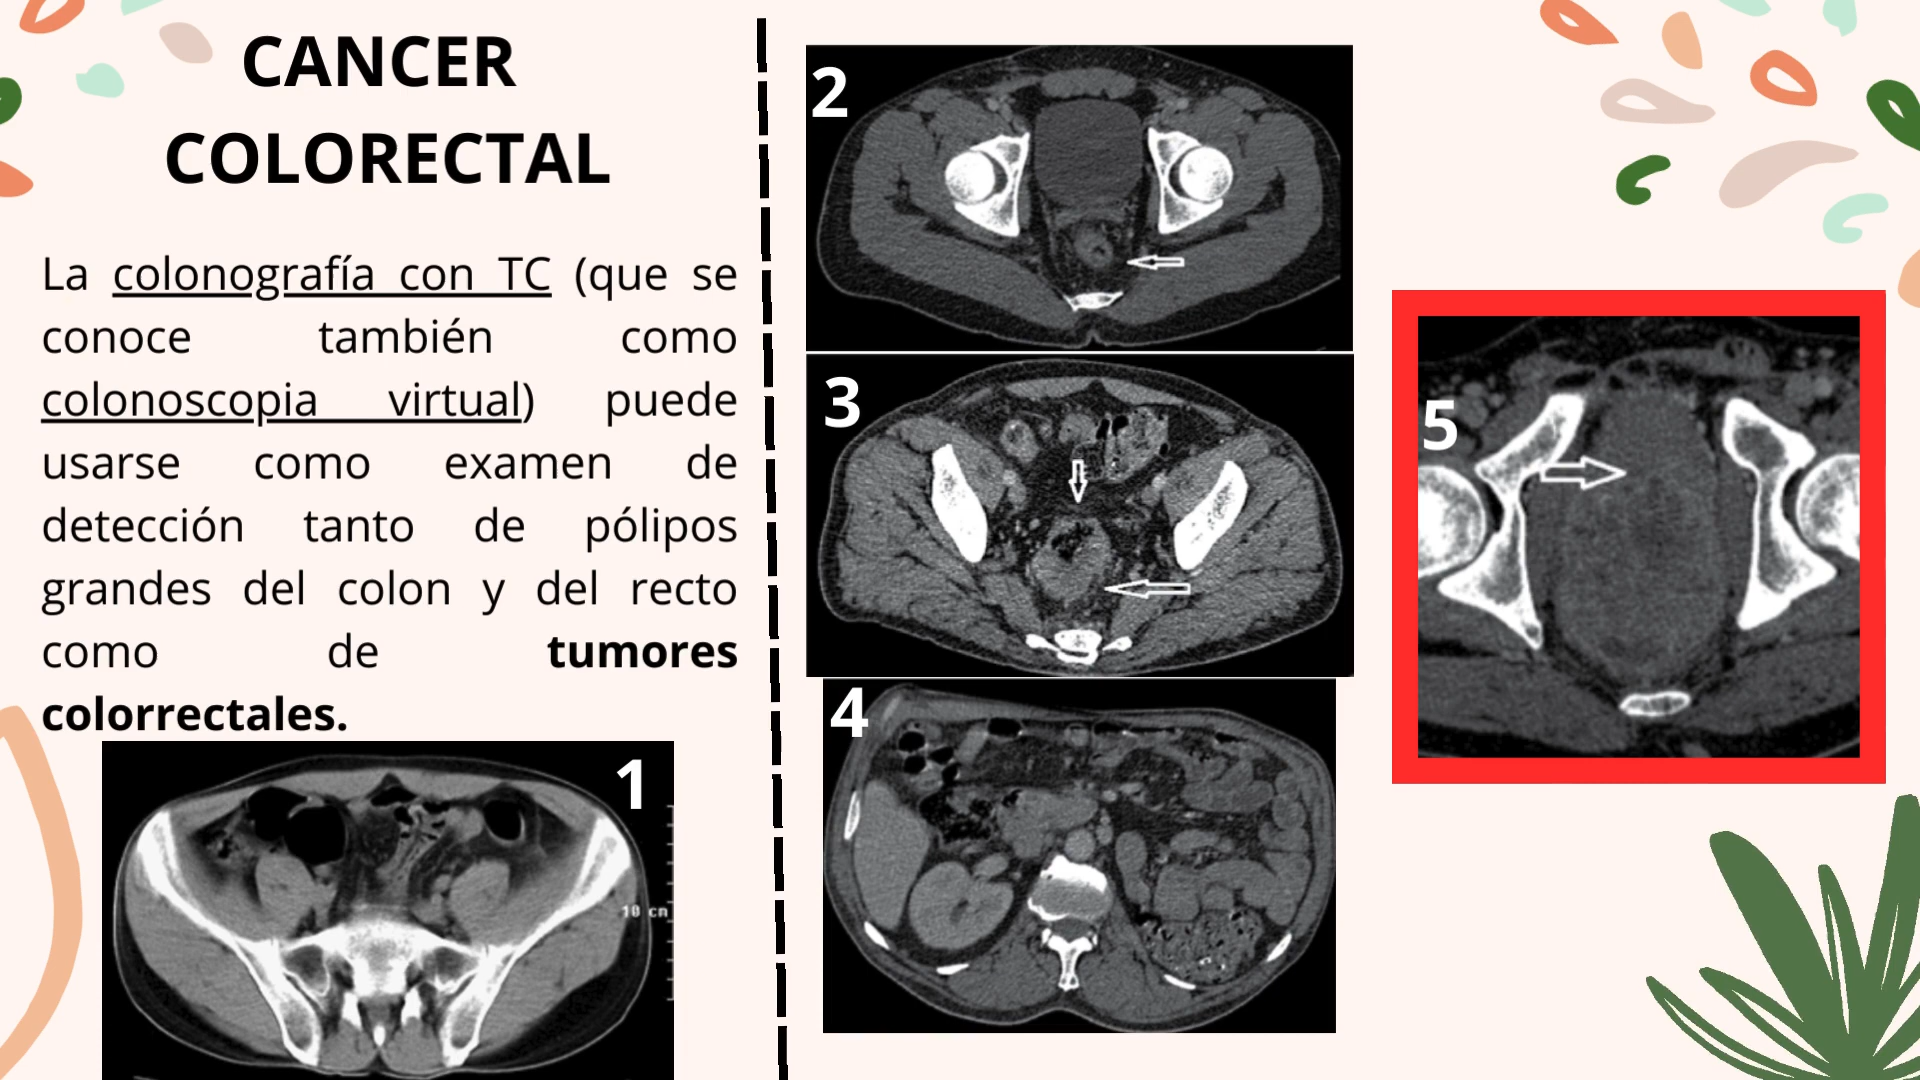 CANCER
COLORECTAL
La colonografía con TC (que se
conoce también como
colonoscopia virtual) puede
usarse como examen de
detección tanto de pólipos
grandes del colon y del recto
como de tumores
colorrectales.
1
10 cm
2
3
4
5